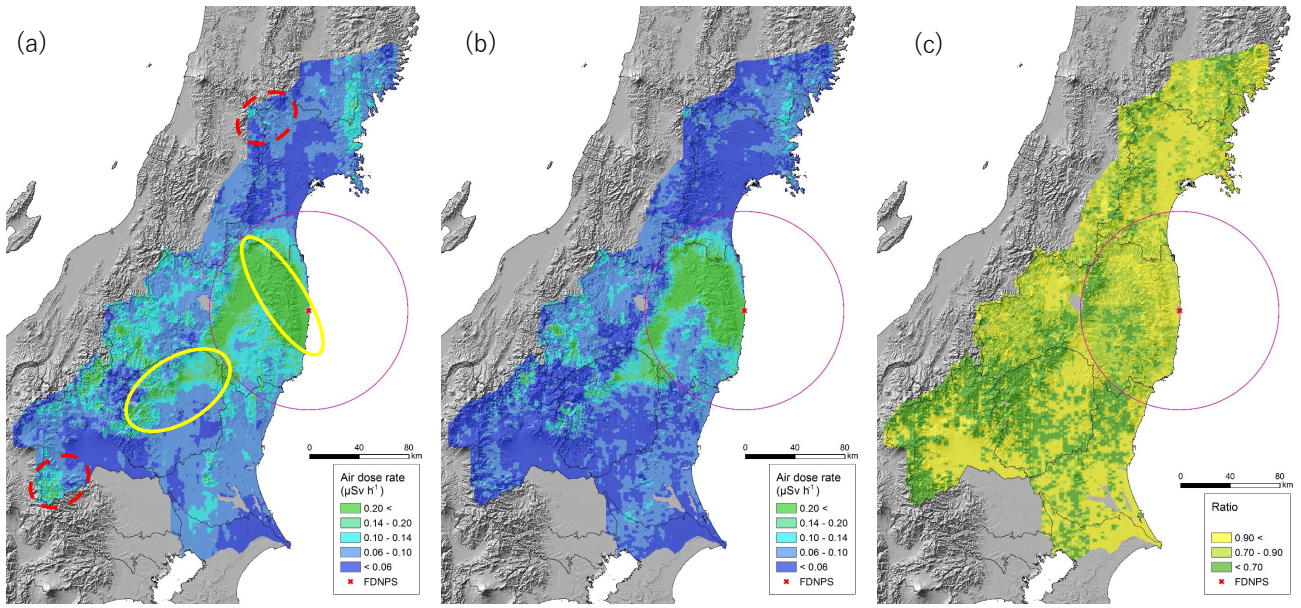 (a)
0 40 80
km
Air dose rate
(μSv h⁻¹)
0.20 <
0.14 - 0.20
0.10 - 0.14
0.06 - 0.10
< 0.06
FDNPS
(b)
0 40 80
km
Air dose rate
(μSv h⁻¹)
0.20 <
0.14 - 0.20
0.10 - 0.14
0.06 - 0.10
< 0.06
FDNPS
(c)
0 40 80
km
Ratio
0.90 <
0.70 - 0.90
< 0.70
FDNPS